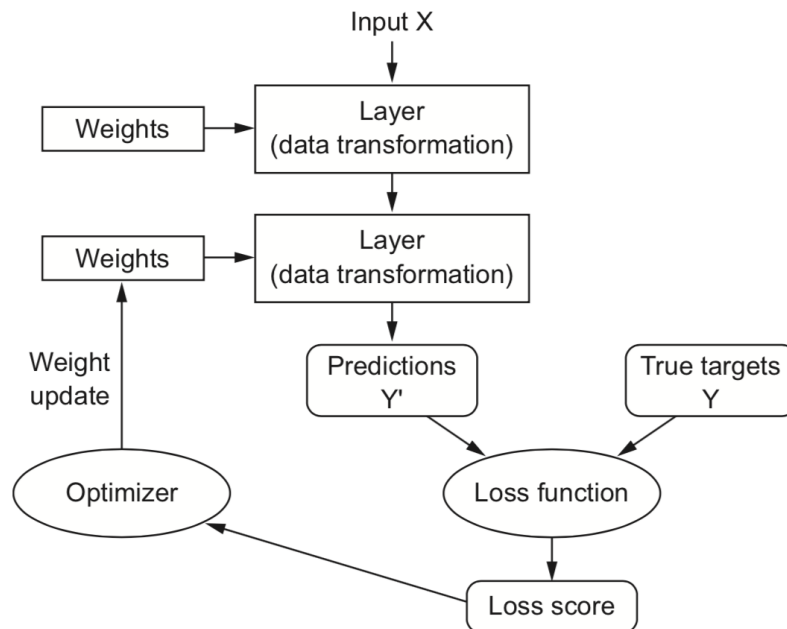 Input X
Layer
(data transformation)
Weights
Layer
(data transformation)
Weights
Weight
update
Predictions
Y'
True targets
Y
Optimizer
Loss function
Loss score